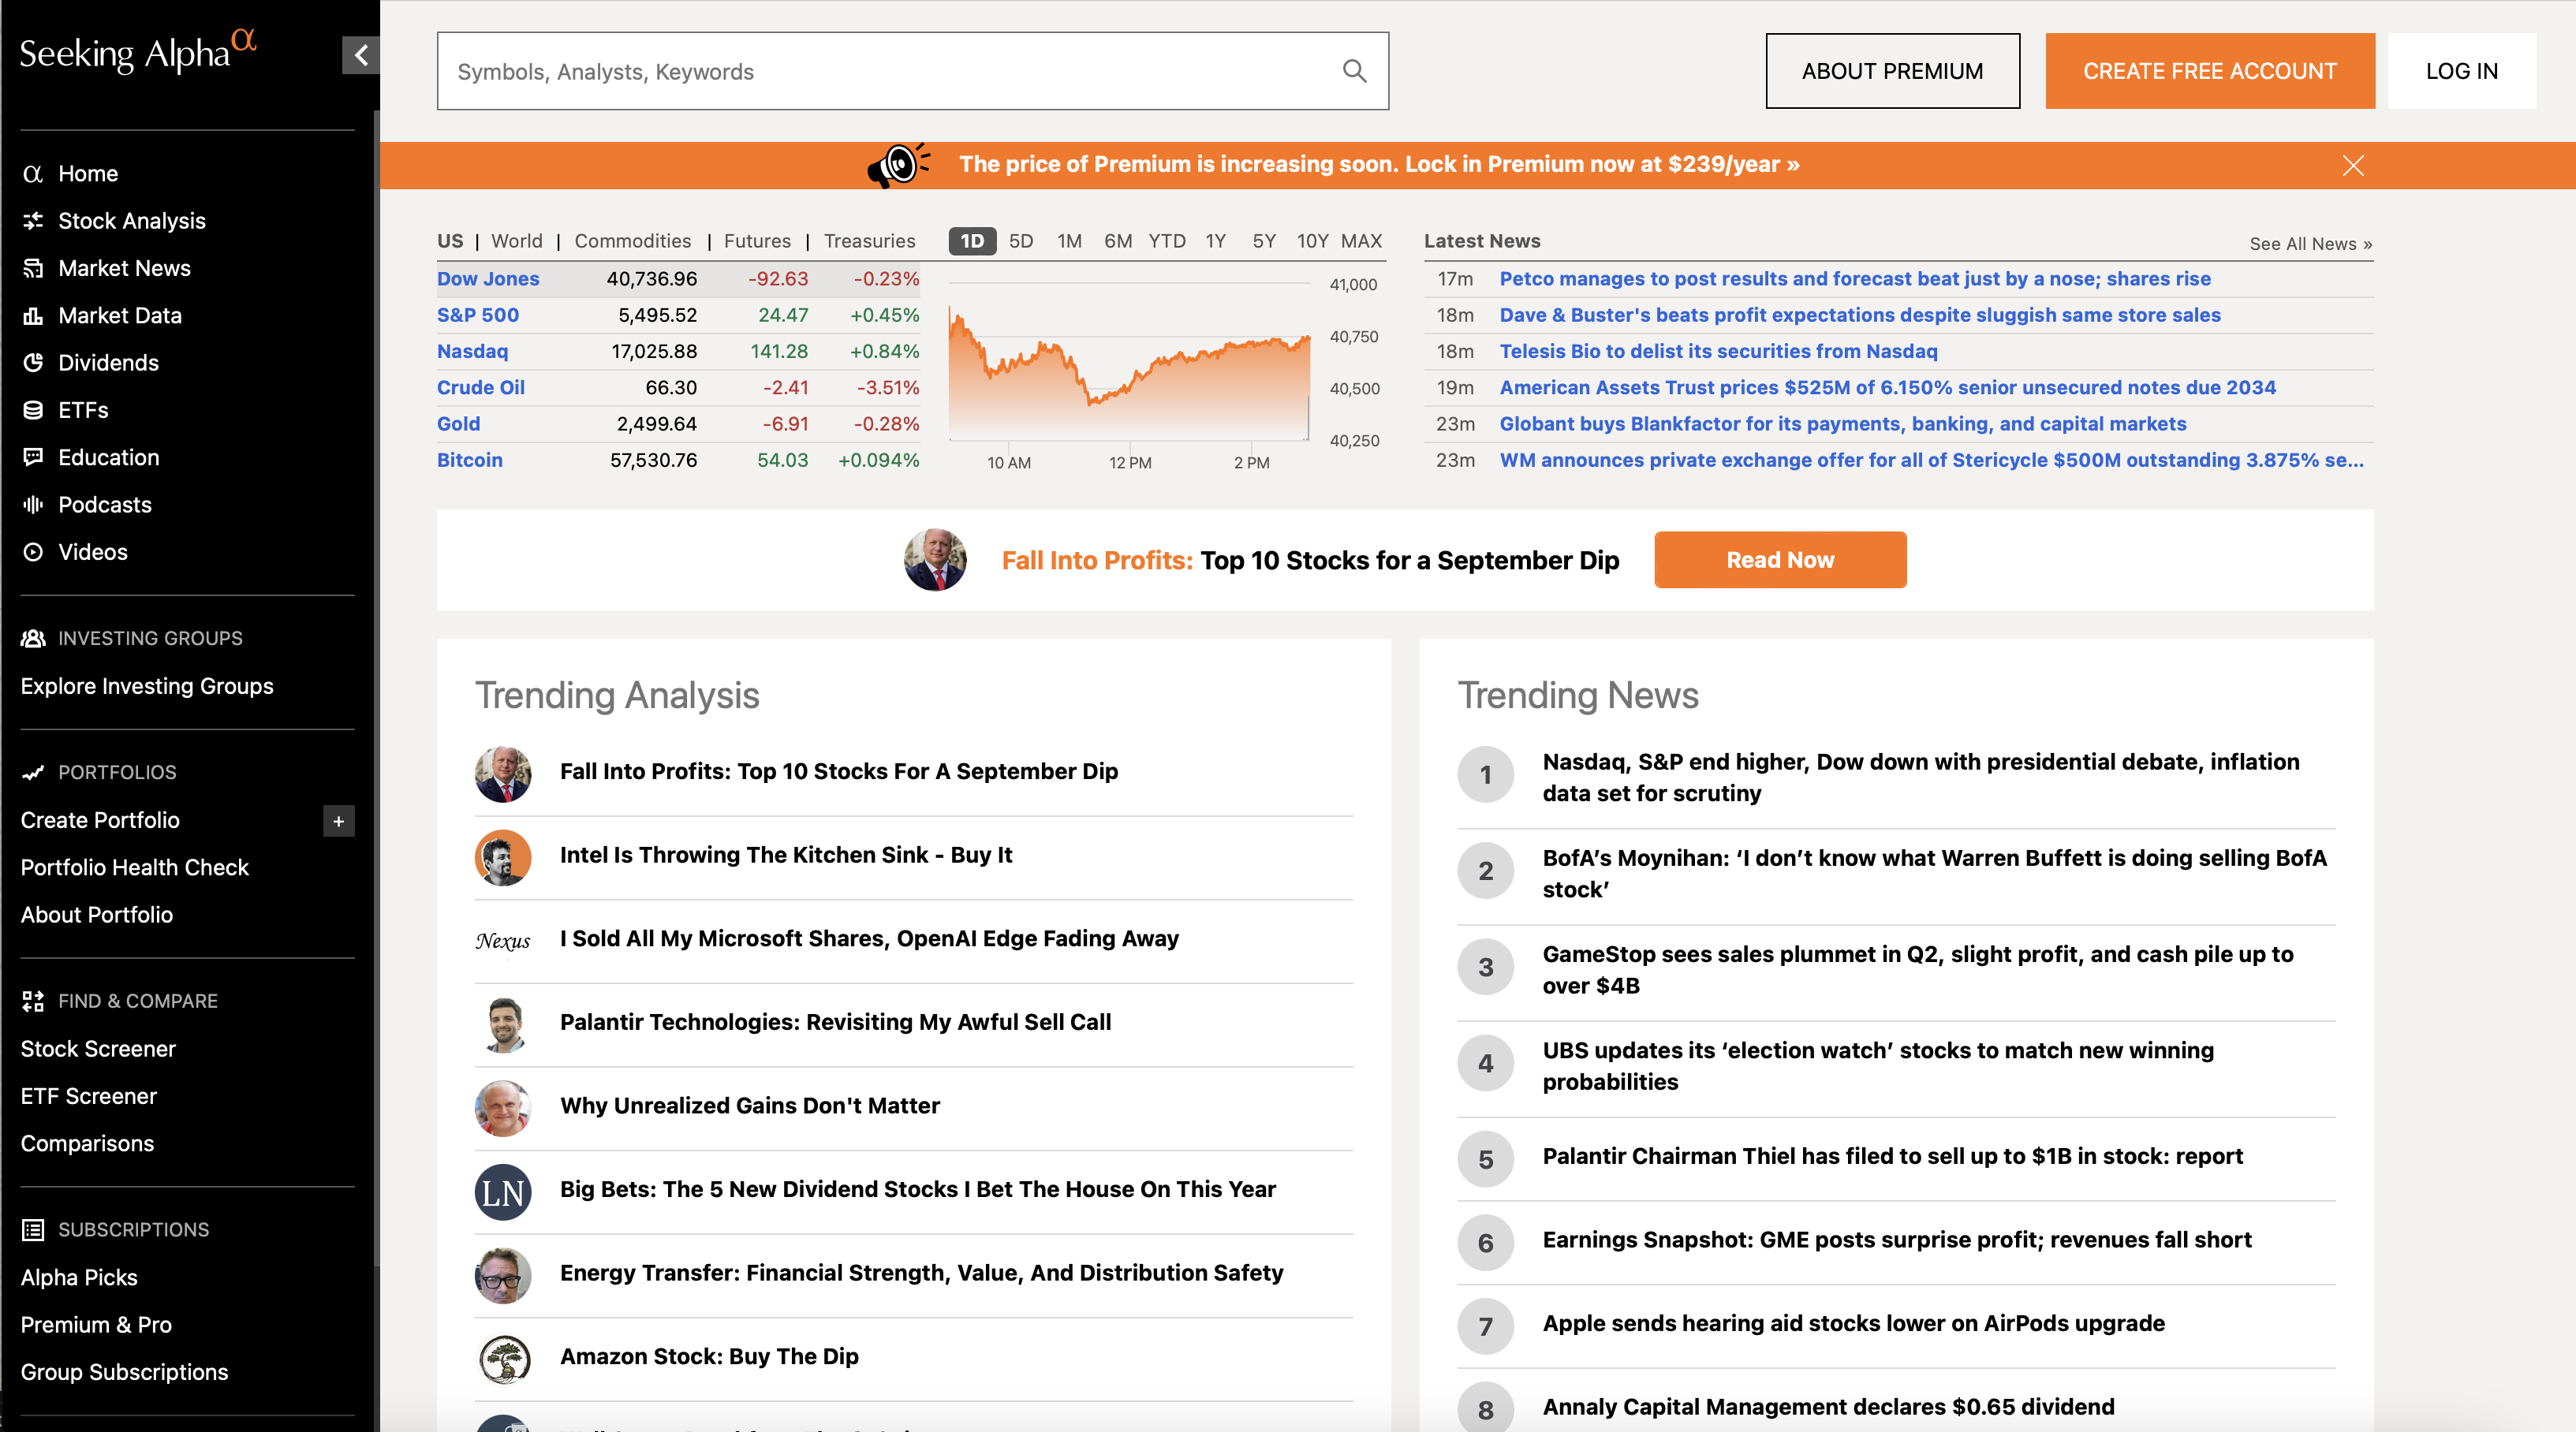 Seeking Alpha α
Home
Stock Analysis
Market News
Market Data
Dividends
ETFs
Education
Podcasts
Videos
INVESTING GROUPS
Explore Investing Groups
PORTFOLIOS
Create Portfolio +
Portfolio Health Check
About Portfolio
FIND & COMPARE
Stock Screener
ETF Screener
Comparisons
SUBSCRIPTIONS
Alpha Picks
Premium & Pro
Group Subscriptions
Symbols, Analysts, Keywords
ABOUT PREMIUM
CREATE FREE ACCOUNT
LOG IN
The price of Premium is increasing soon. Lock in Premium now at $239/year »
US | World | Commodities | Futures | Treasuries
Dow Jones 40,736.96 -92.63 -0.23%
S&P 500 5,495.52 24.47 +0.45%
Nasdaq 17,025.88 141.28 +0.84%
Crude Oil 66.30 -2.41 -3.51%
Gold 2,499.64 -6.91 -0.28%
Bitcoin 57,530.76 54.03 +0.094%
1D 5D 1M 6M YTD 1Y 5Y 10Y MAX
41,000
40,750
40,500
40,250
10 AM 12 PM 2 PM
Latest News See All News »
17m Petco manages to post results and forecast beat just by a nose; shares rise
18m Dave & Buster's beats profit expectations despite sluggish same store sales
18m Telesis Bio to delist its securities from Nasdaq
19m American Assets Trust prices $525M of 6.150% senior unsecured notes due 2034
23m Globant buys Blankfactor for its payments, banking, and capital markets
23m WM announces private exchange offer for all of Stericycle $500M outstanding 3.875% se...
Fall Into Profits: Top 10 Stocks for a September Dip
Read Now
Trending Analysis
Fall Into Profits: Top 10 Stocks For A September Dip
Intel Is Throwing The Kitchen Sink - Buy It
Nexus I Sold All My Microsoft Shares, OpenAI Edge Fading Away
Palantir Technologies: Revisiting My Awful Sell Call
Why Unrealized Gains Don't Matter
LN Big Bets: The 5 New Dividend Stocks I Bet The House On This Year
Energy Transfer: Financial Strength, Value, And Distribution Safety
Amazon Stock: Buy The Dip
Trending News
1 Nasdaq, S&P end higher, Dow down with presidential debate, inflation
data set for scrutiny
2 BofA’s Moynihan: ‘I don’t know what Warren Buffett is doing selling BofA
stock’
3 GameStop sees sales plummet in Q2, slight profit, and cash pile up to
over $4B
4 UBS updates its ‘election watch’ stocks to match new winning
probabilities
5 Palantir Chairman Thiel has filed to sell up to $1B in stock: report
6 Earnings Snapshot: GME posts surprise profit; revenues fall short
7 Apple sends hearing aid stocks lower on AirPods upgrade
8 Annaly Capital Management declares $0.65 dividend